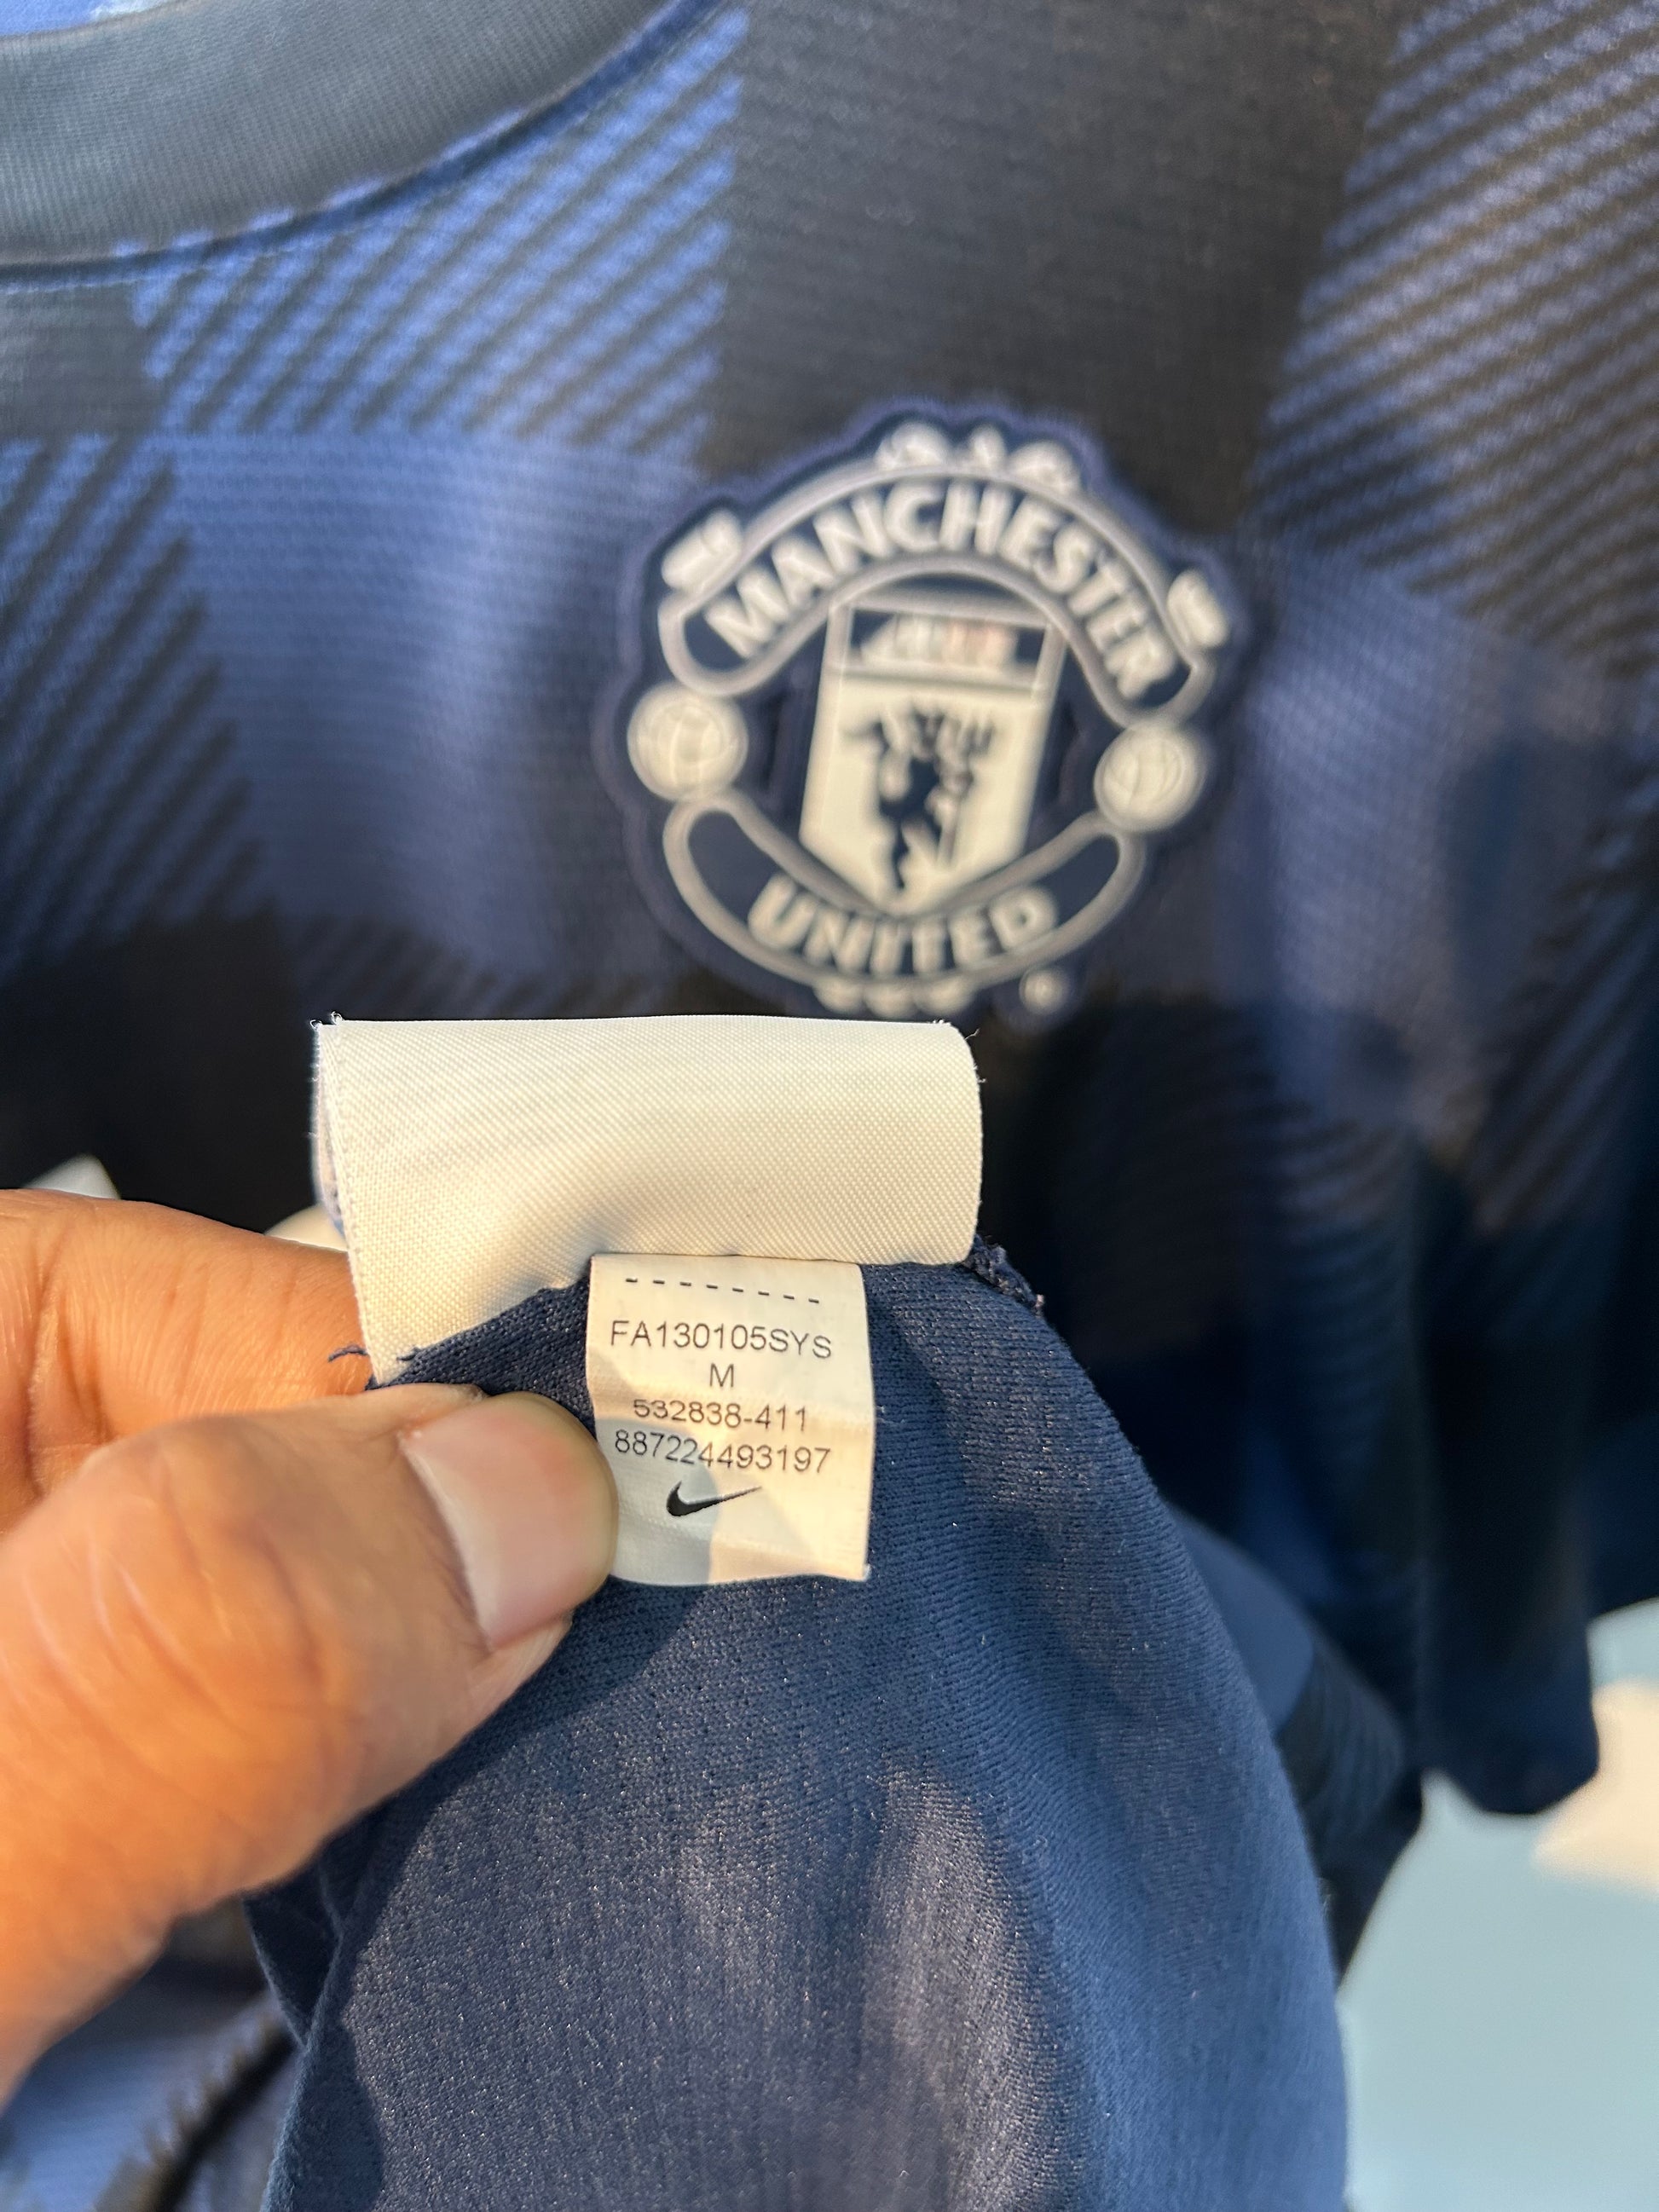 MANCHESTER
UNITED
®
FA130105SYS
M
532838-411
887224493197